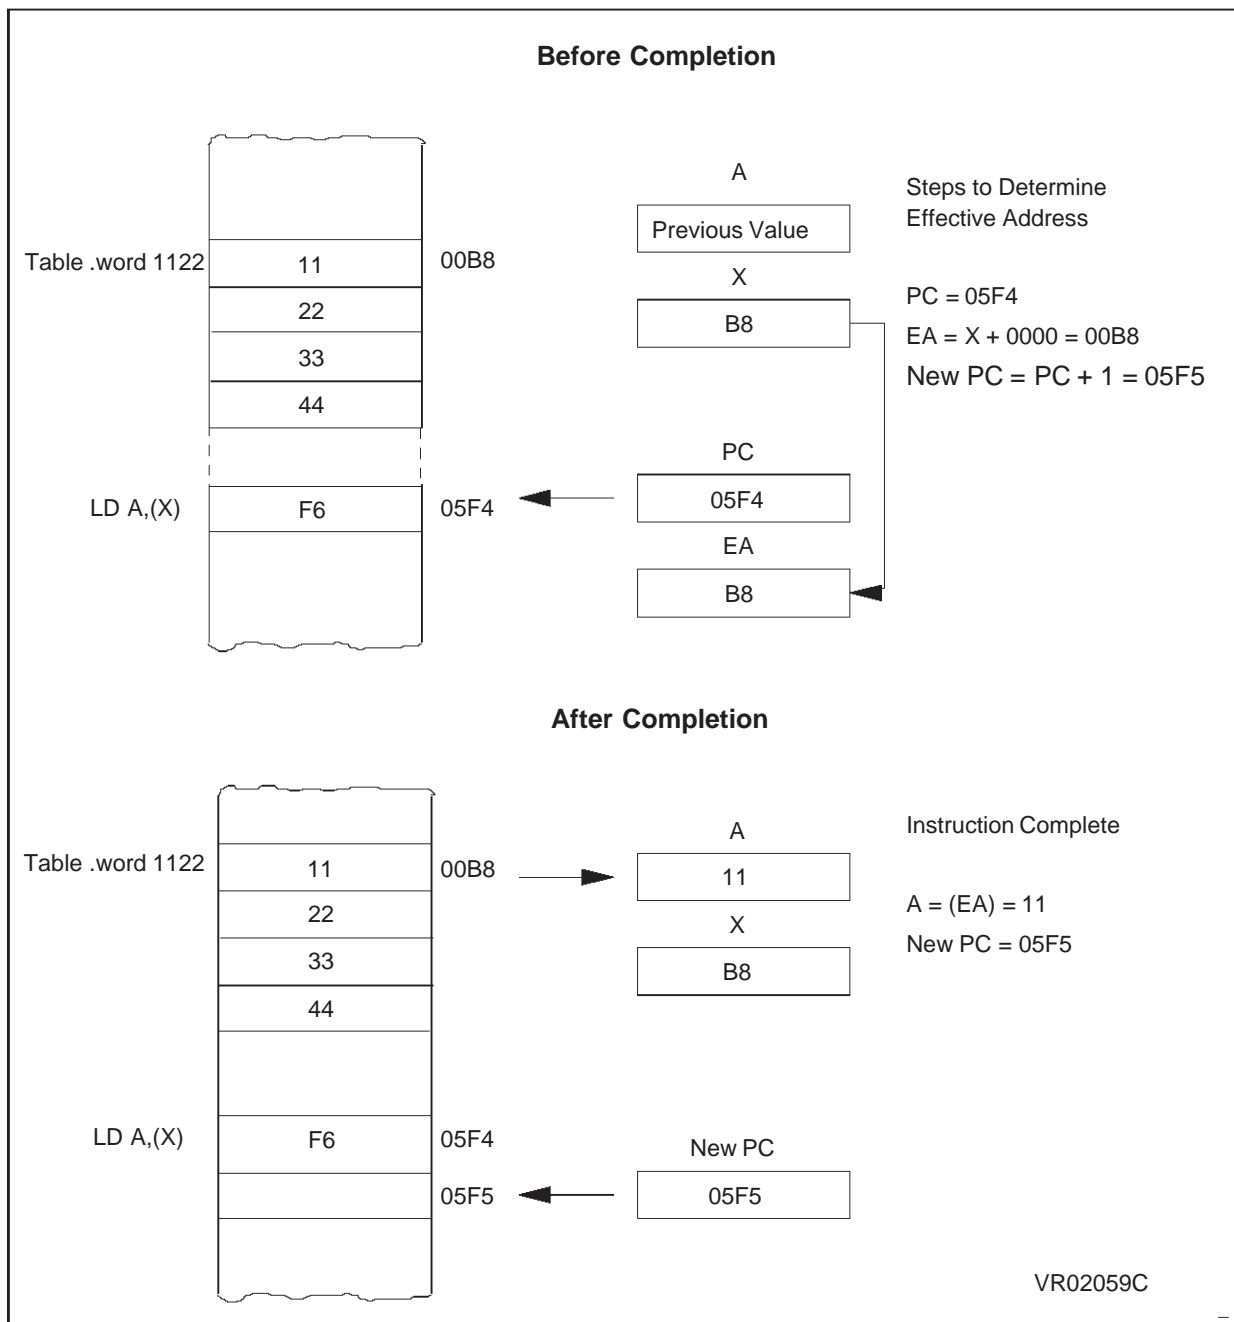 Before Completion
A
Steps to Determine
Effective Address
Previous Value
Table .word 1122
11
00B8
X
22
B8
PC = 05F4
EA = X + 0000 = 00B8
33
New PC = PC + 1 = 05F5
44
PC
LD A,(X)
F6
05F4
05F4
EA
B8
After Completion
A
Instruction Complete
Table .word 1122
11
00B8
11
A = (EA) = 11
22
X
New PC = 05F5
33
B8
44
LD A,(X)
F6
05F4
New PC
05F5
05F5
VR02059C